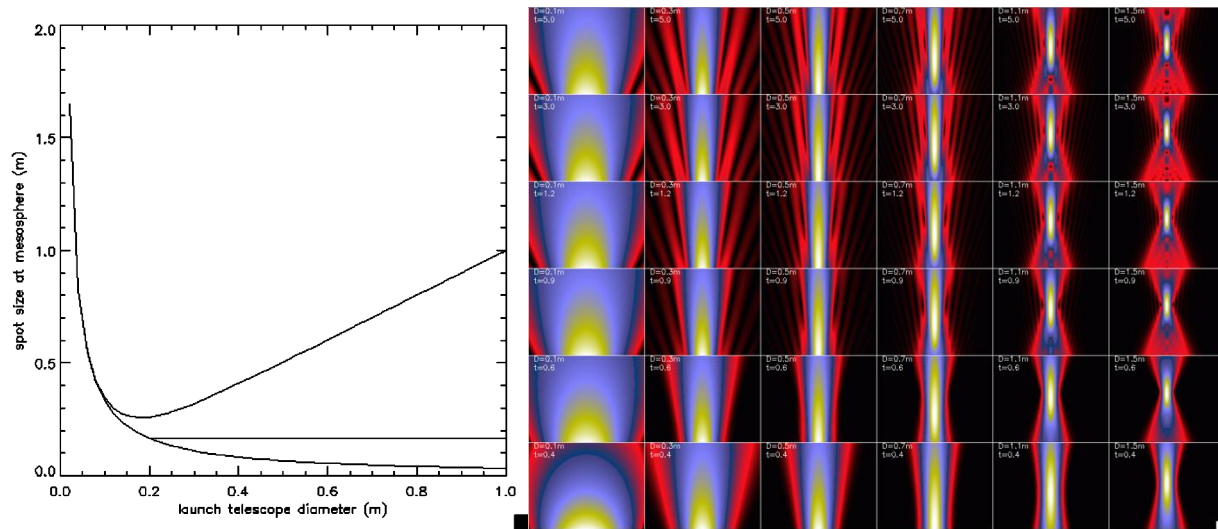 2.0
1.5
1.0
0.5
0.0
spot size at mesosphere (m)
0.0 0.2 0.4 0.6 0.8 1.0
launch telescope diameter (m)
D=0.1m D=0.3m D=0.5m D=0.7m D=1.1m D=1.5m
t=5.0 t=5.0 t=5.0 t=5.0 t=5.0 t=5.0
D=0.1m D=0.3m D=0.5m D=0.7m D=1.1m D=1.5m
t=3.0 t=3.0 t=3.0 t=3.0 t=3.0 t=3.0
D=0.1m D=0.3m D=0.5m D=0.7m D=1.1m D=1.5m
t=1.2 t=1.2 t=1.2 t=1.2 t=1.2 t=1.2
D=0.1m D=0.3m D=0.5m D=0.7m D=1.1m D=1.5m
t=0.9 t=0.9 t=0.9 t=0.9 t=0.9 t=0.9
D=0.1m D=0.3m D=0.5m D=0.7m D=1.1m D=1.5m
t=0.6 t=0.6 t=0.6 t=0.6 t=0.6 t=0.6
D=0.1m D=0.3m D=0.5m D=0.7m D=1.1m D=1.5m
t=0.4 t=0.4 t=0.4 t=0.4 t=0.4 t=0.4